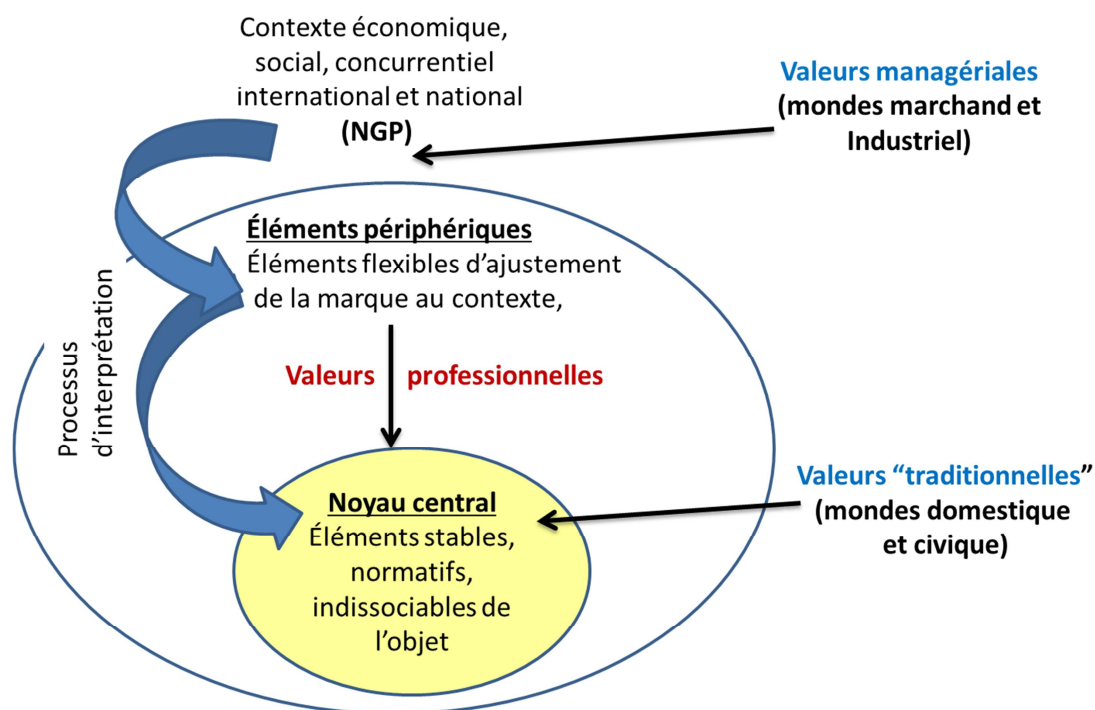 Contexte économique,
social, concurrentiel
international et national
(NGP)
Valeurs managériales
(mondes marchand et
Industriel)
Éléments périphériques
Éléments flexibles d’ajustement
de la marque au contexte,
Processus
d’interprétation
Valeurs professionnelles
Valeurs “traditionnelles”
(mondes domestique
et civique)
Noyau central
Éléments stables,
normatifs,
indissociables de
l’objet